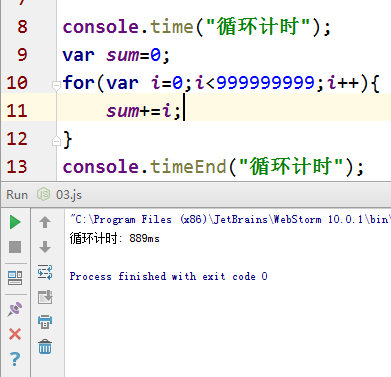 8 console.time("循环计时");
9 var sum=0;
10 for(var i=0;i<999999999;i++){
11 sum+=i;
12 }
13 console.timeEnd("循环计时");
Run 03.js
"C:\Program Files (x86)\JetBrains\WebStorm 10.0.1\bin\
循环计时: 889ms
Process finished with exit code 0